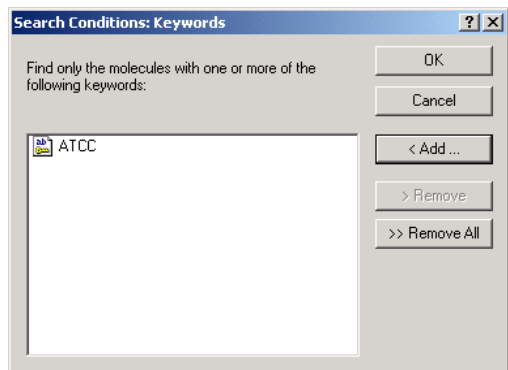 Search Conditions: Keywords
Find only the molecules with one or more of the
following keywords:
ATCC
OK
Cancel
< Add ...
> Remove
>> Remove All